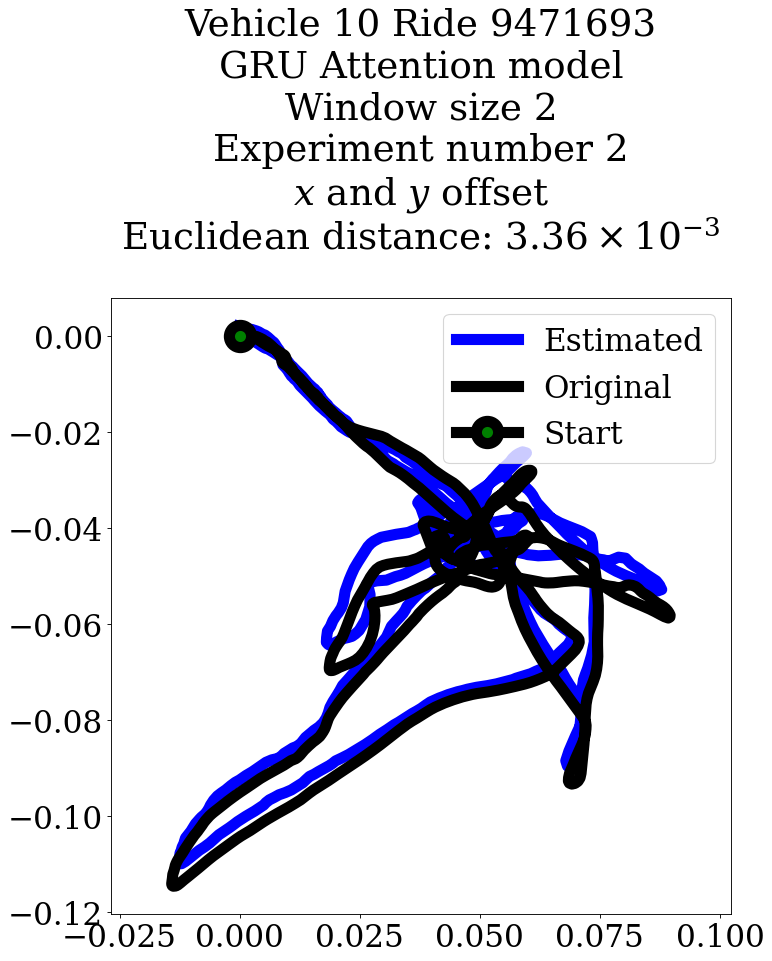 Vehicle 10 Ride 9471693
GRU Attention model
Window size 2
Experiment number 2
x and y offset
Euclidean distance: 3.36 × 10⁻³
Estimated
Original
Start
0.00
−0.02
−0.04
−0.06
−0.08
−0.10
−0.12
−0.025 0.000 0.025 0.050 0.075 0.100